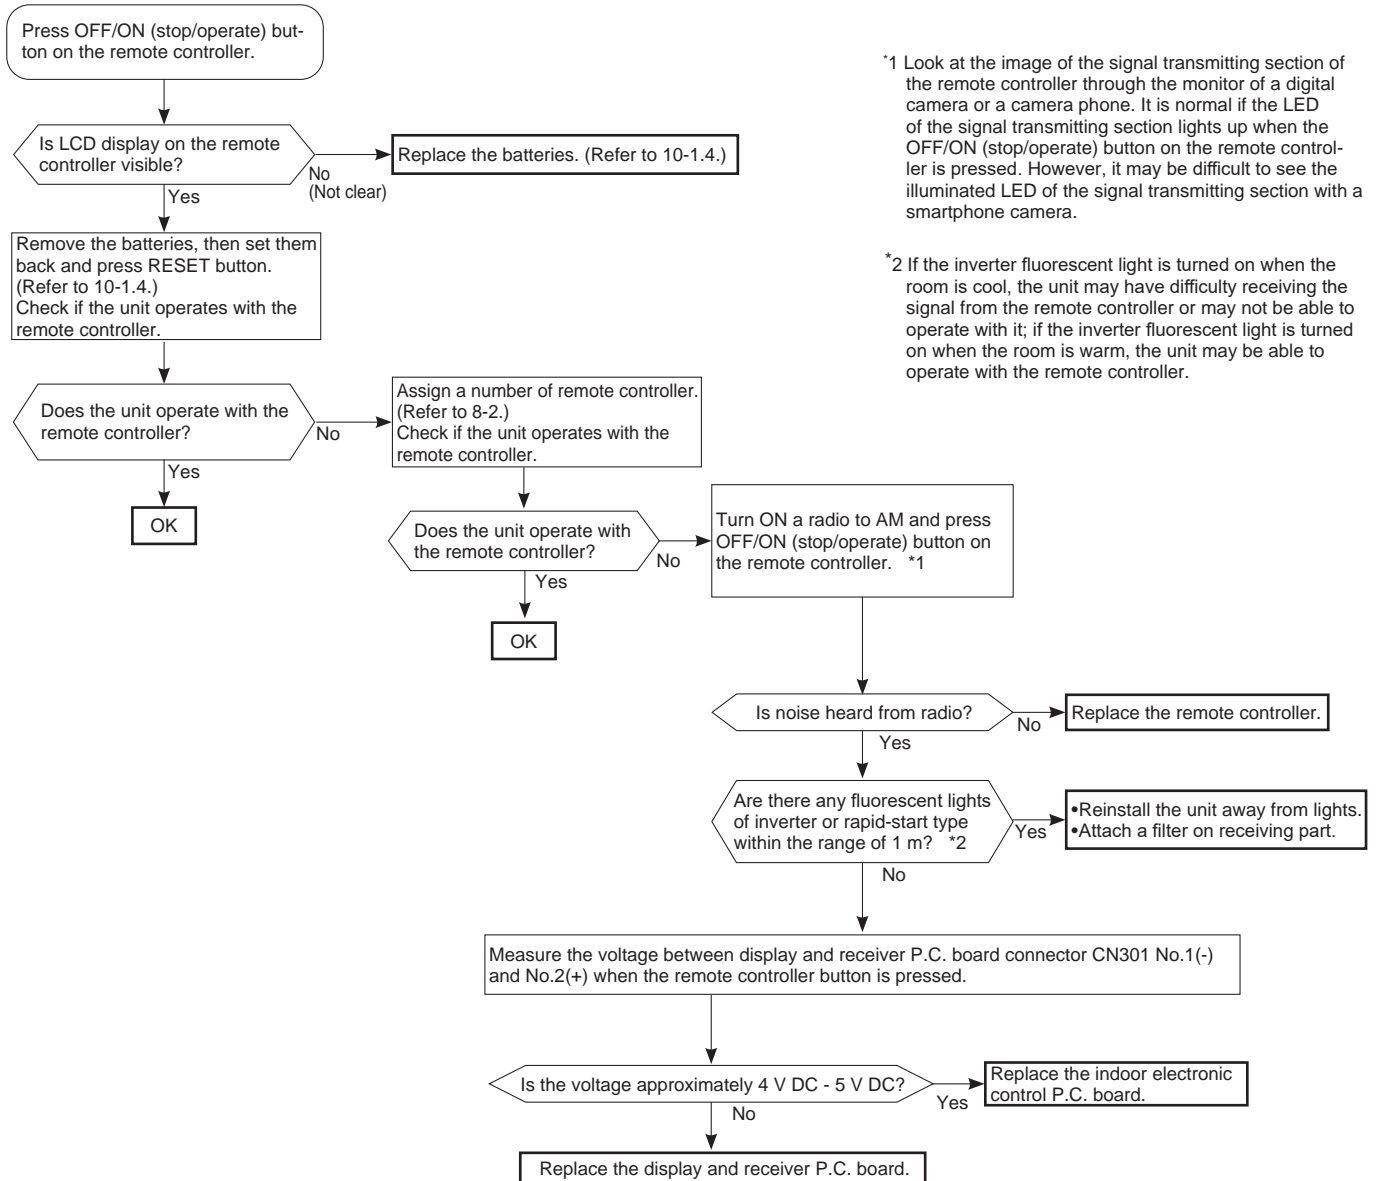 Press OFF/ON (stop/operate) but-
ton on the remote controller.
Is LCD display on the remote
controller visible?
No
(Not clear)
Replace the batteries. (Refer to 10-1.4.)
Yes
Remove the batteries, then set them
back and press RESET button.
(Refer to 10-1.4.)
Check if the unit operates with the
remote controller.
Does the unit operate with the
remote controller?
No
Yes
OK
Assign a number of remote controller.
(Refer to 8-2.)
Check if the unit operates with the
remote controller.
Does the unit operate with
the remote controller?
No
Yes
OK
Turn ON a radio to AM and press
OFF/ON (stop/operate) button on
the remote controller. *1
Is noise heard from radio?
No
Replace the remote controller.
Yes
Are there any fluorescent lights
of inverter or rapid-start type
within the range of 1 m? *2
Yes
•Reinstall the unit away from lights.
•Attach a filter on receiving part.
No
Measure the voltage between display and receiver P.C. board connector CN301 No.1(-)
and No.2(+) when the remote controller button is pressed.
Is the voltage approximately 4 V DC - 5 V DC?
Yes
Replace the indoor electronic
control P.C. board.
No
Replace the display and receiver P.C. board.
*1 Look at the image of the signal transmitting section of
the remote controller through the monitor of a digital
camera or a camera phone. It is normal if the LED
of the signal transmitting section lights up when the
OFF/ON (stop/operate) button on the remote control-
ler is pressed. However, it may be difficult to see the
illuminated LED of the signal transmitting section with a
smartphone camera.
*2 If the inverter fluorescent light is turned on when the
room is cool, the unit may have difficulty receiving the
signal from the remote controller or may not be able to
operate with it; if the inverter fluorescent light is turned
on when the room is warm, the unit may be able to
operate with the remote controller.